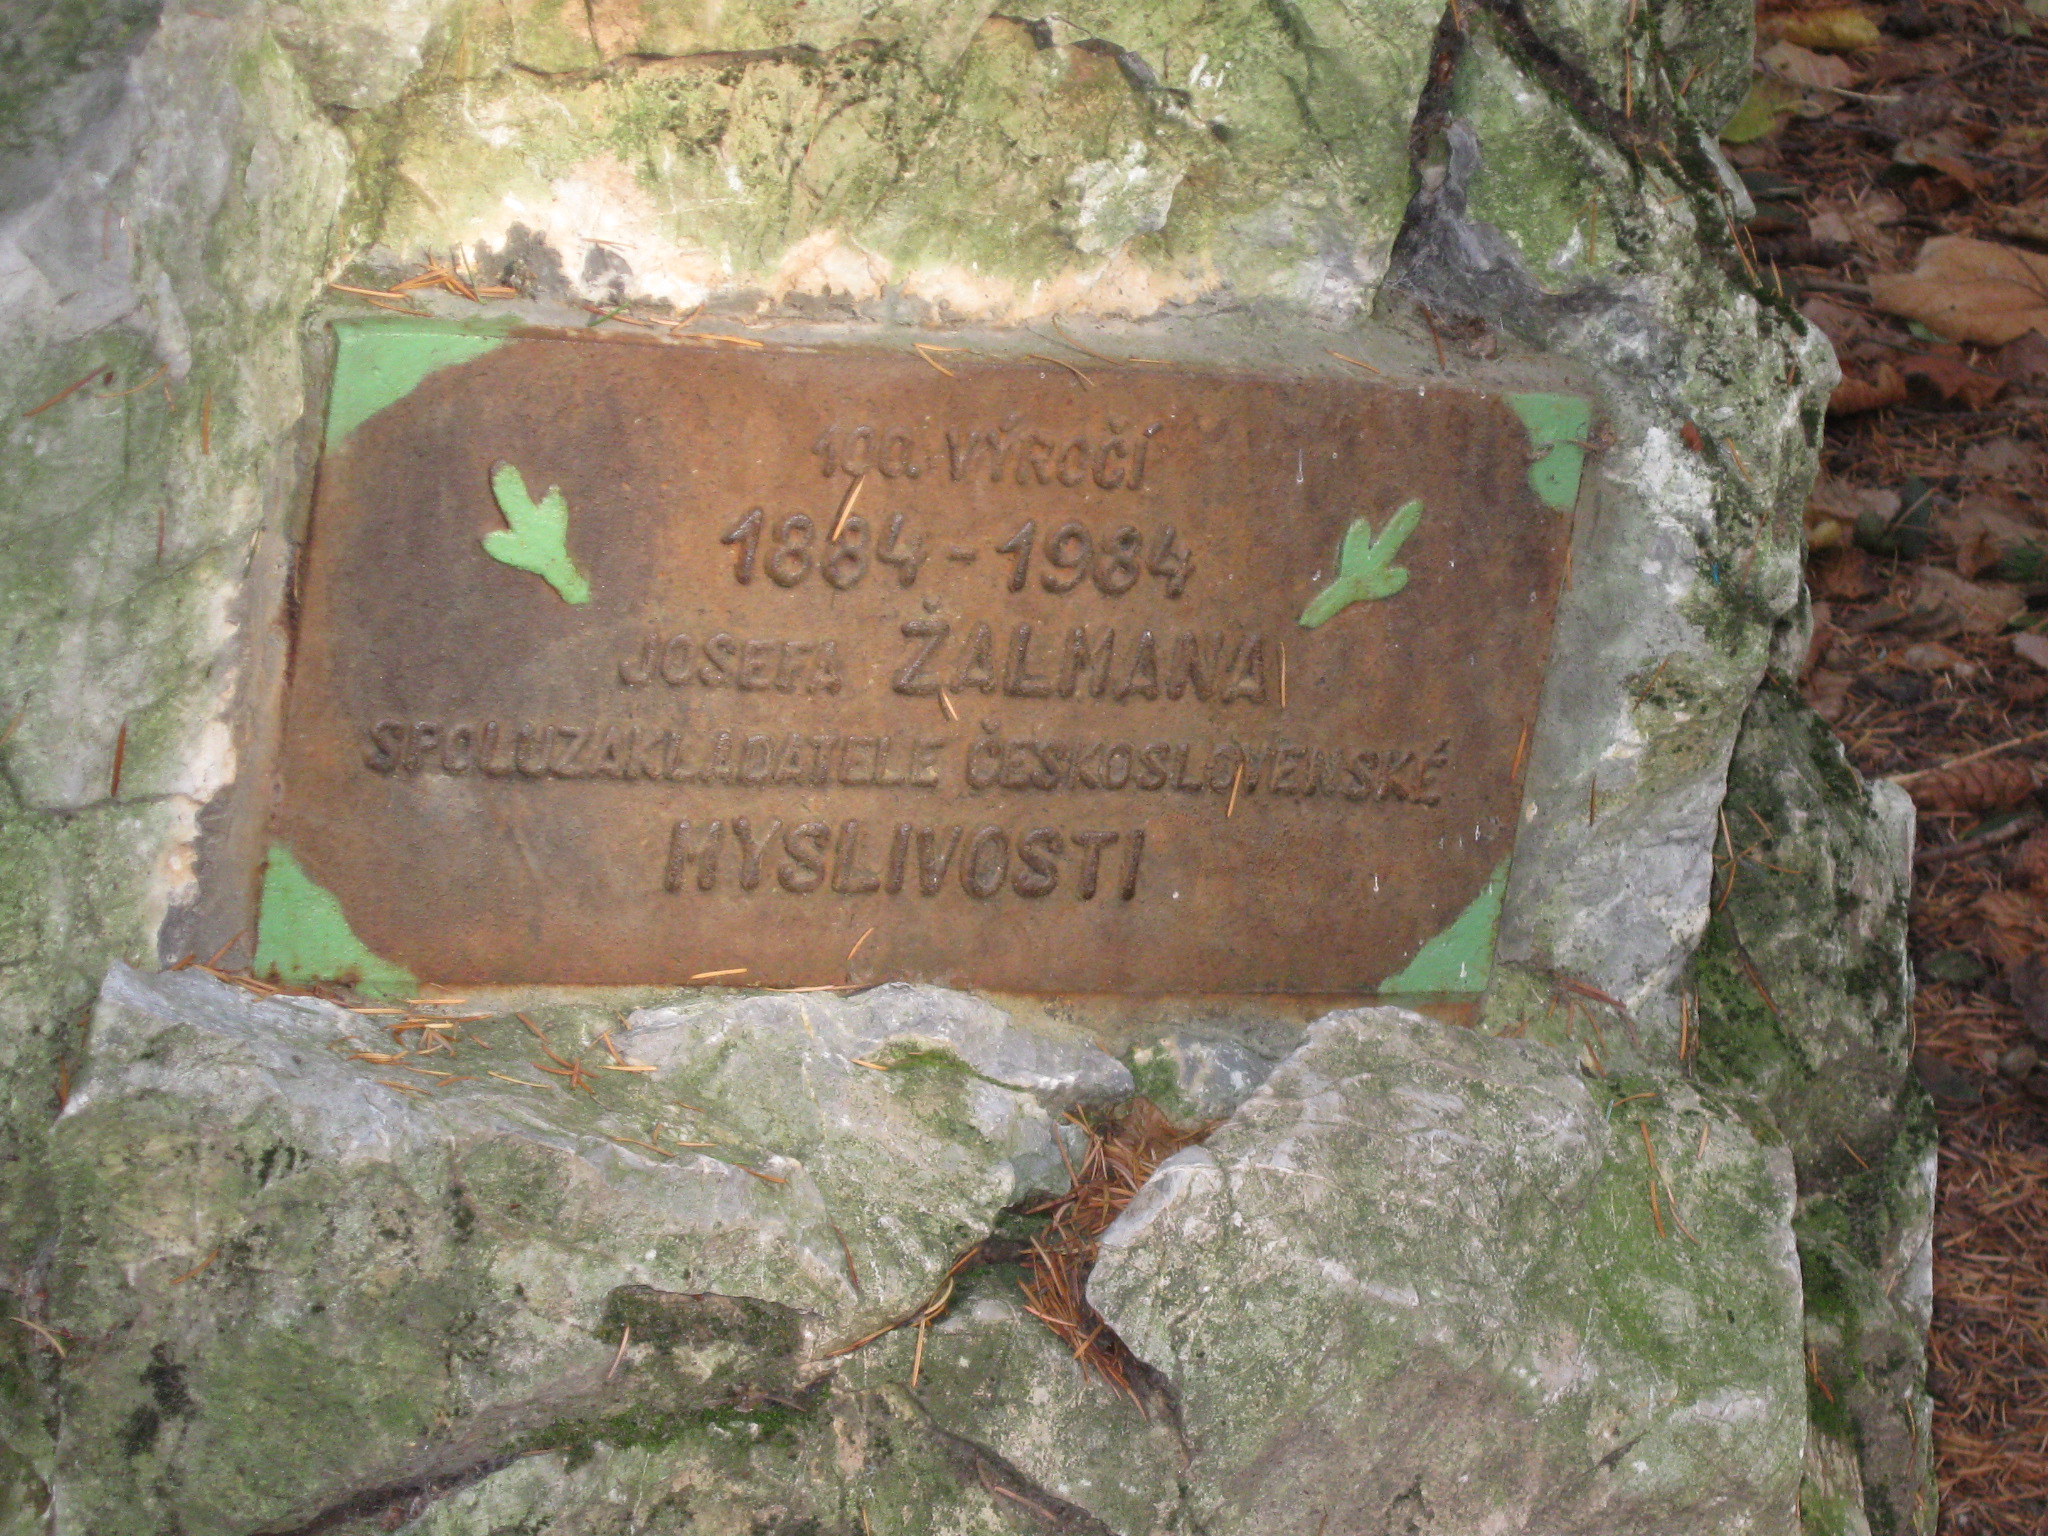 100. VÝROČÍ
1884 - 1984
JOSEFA ŽALMANA
SPOLUZAKLADATELE ČESKOSLOVENSKÉ
MYSLIVOSTI